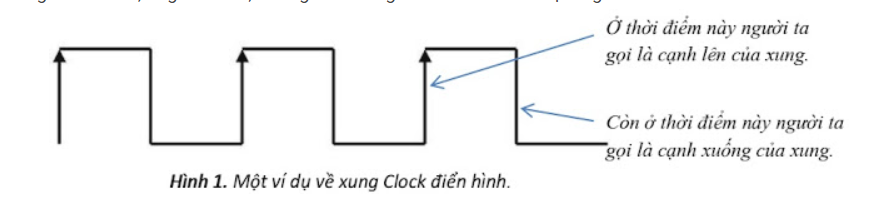 Ở thời điểm này người ta
gọi là cạnh lên của xung.
Còn ở thời điểm này người ta
gọi là cạnh xuống của xung.
Hình 1. Một ví dụ về xung Clock điển hình.